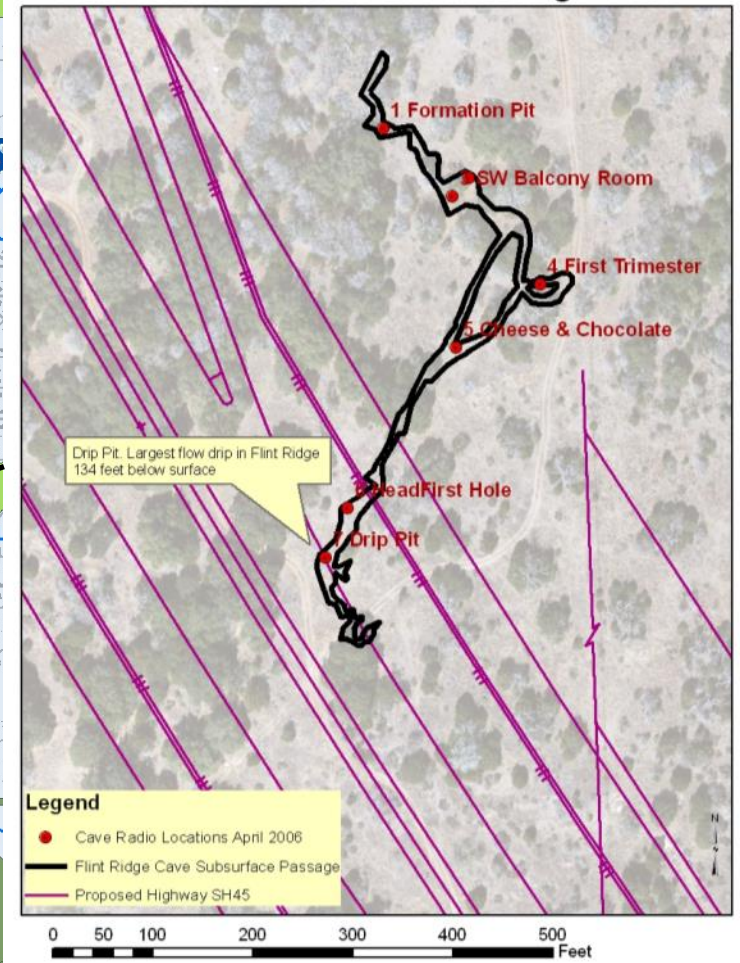 1 Formation Pit
SW Balcony Room
4 First Trimester
5 Cheese & Chocolate
Drip Pit. Largest flow drip in Flint Ridge
134 feet below surface
HeadFirst Hole
7 Drip Pit
Legend
Cave Radio Locations April 2006
Flint Ridge Cave Subsurface Passage
Proposed Highway SH45
N
0 50 100 200 300 400 500
Feet